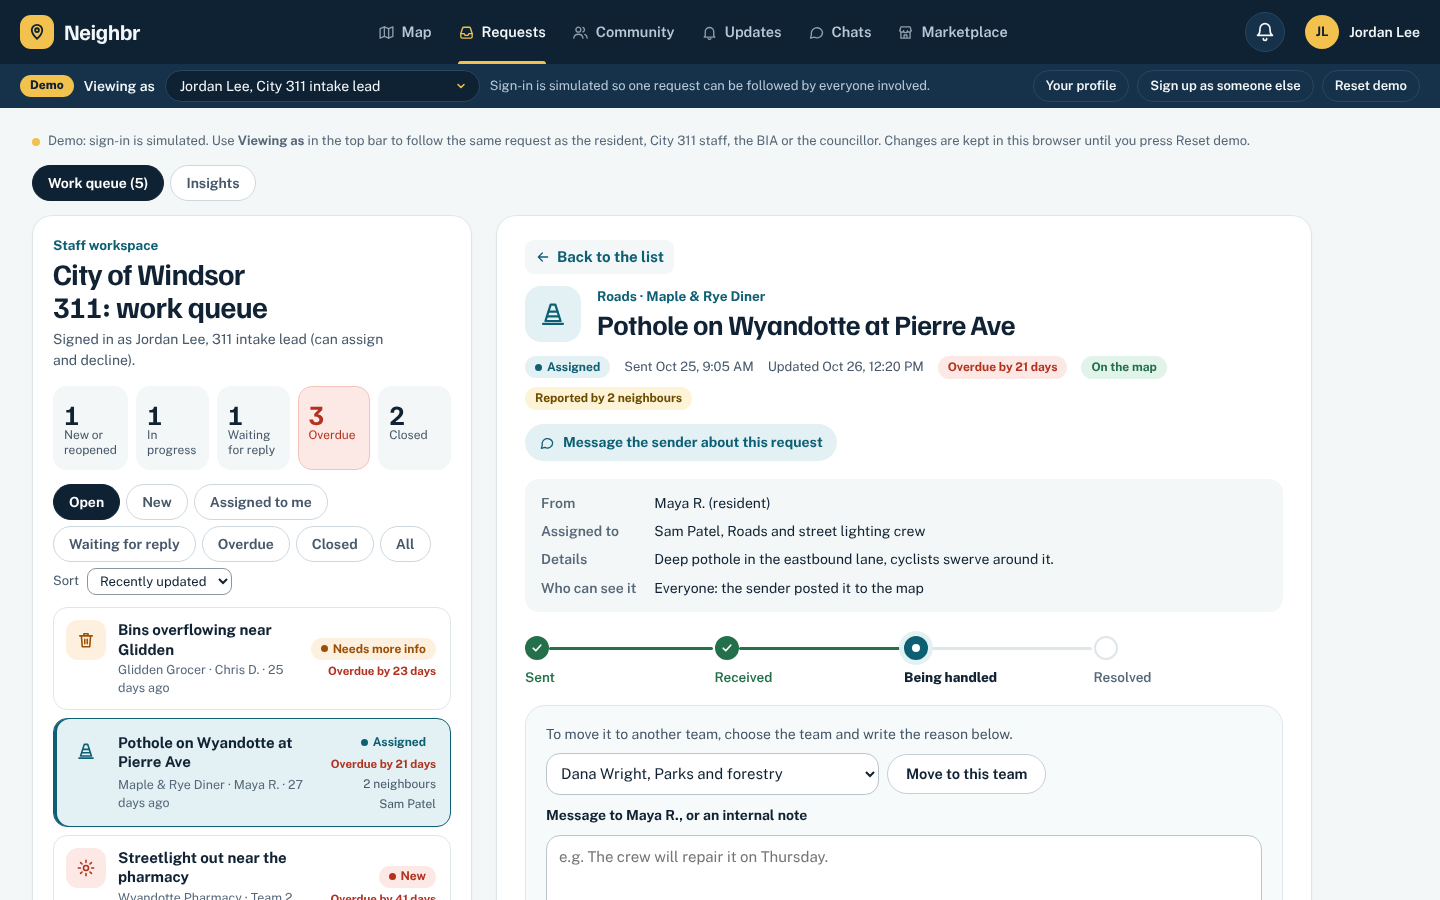 Neighbr
Map
Requests
Community
Updates
Chats
Marketplace
JL
Jordan Lee
Demo
Viewing as
Jordan Lee, City 311 intake lead
Sign-in is simulated so one request can be followed by everyone involved.
Your profile
Sign up as someone else
Reset demo
Demo: sign-in is simulated. Use Viewing as in the top bar to follow the same request as the resident, City 311 staff, the BIA or the councillor. Changes are kept in this browser until you press Reset demo.
Work queue (5)
Insights
Staff workspace
City of Windsor
311: work queue
Signed in as Jordan Lee, 311 intake lead (can assign
and decline).
1
New or
reopened
1
In
progress
1
Waiting
for reply
3
Overdue
2
Closed
Open
New
Assigned to me
Waiting for reply
Overdue
Closed
All
Sort
Recently updated
Bins overflowing near
Glidden
Glidden Grocer · Chris D. · 25
days ago
Needs more info
Overdue by 23 days
Pothole on Wyandotte at
Pierre Ave
Maple & Rye Diner · Maya R. · 27
days ago
Assigned
Overdue by 21 days
2 neighbours
Sam Patel
Streetlight out near the
pharmacy
Wyandotte Pharmacy · Team 2
New
Overdue by 41 days
Back to the list
Roads · Maple & Rye Diner
Pothole on Wyandotte at Pierre Ave
Assigned
Sent Oct 25, 9:05 AM
Updated Oct 26, 12:20 PM
Overdue by 21 days
On the map
Reported by 2 neighbours
Message the sender about this request
From
Maya R. (resident)
Assigned to
Sam Patel, Roads and street lighting crew
Details
Deep pothole in the eastbound lane, cyclists swerve around it.
Who can see it
Everyone: the sender posted it to the map
Sent
Received
Being handled
Resolved
To move it to another team, choose the team and write the reason below.
Dana Wright, Parks and forestry
Move to this team
Message to Maya R., or an internal note
e.g. The crew will repair it on Thursday.